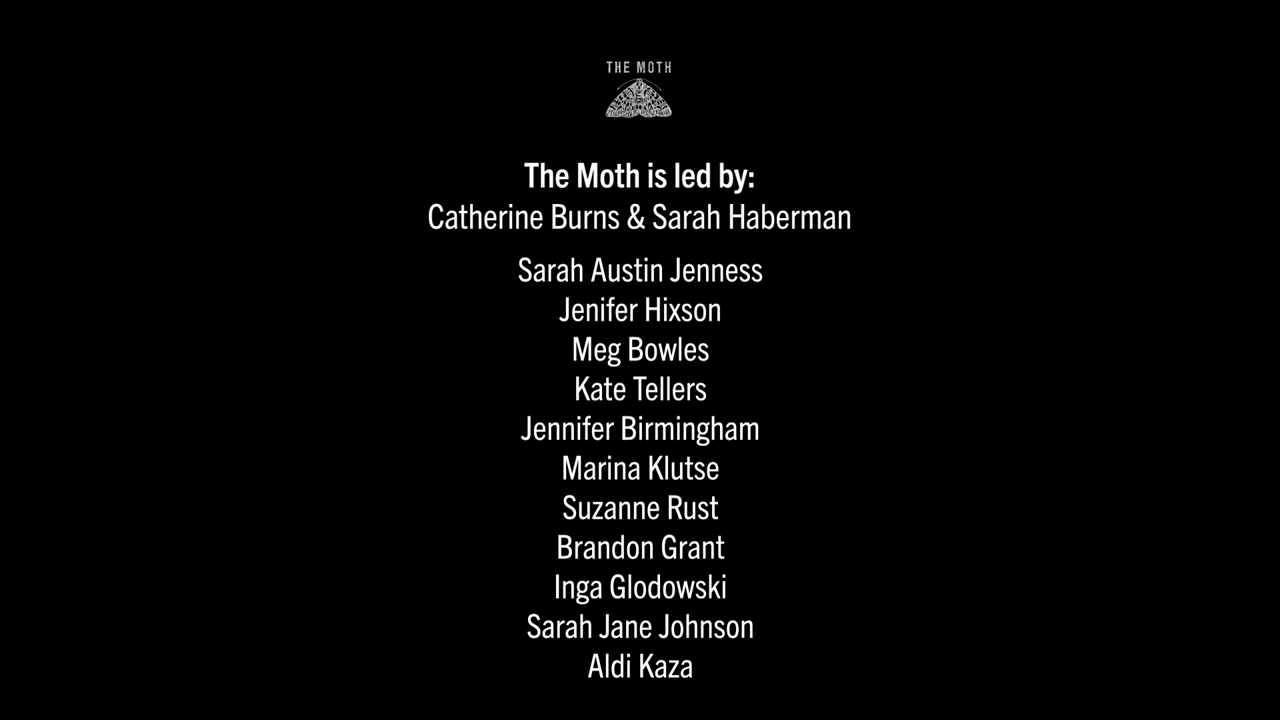 THE MOTH
The Moth is led by:
Catherine Burns & Sarah Haberman
Sarah Austin Jenness
Jenifer Hixson
Meg Bowles
Kate Tellers
Jennifer Birmingham
Marina Klutse
Suzanne Rust
Brandon Grant
Inga Glodowski
Sarah Jane Johnson
Aldi Kaza